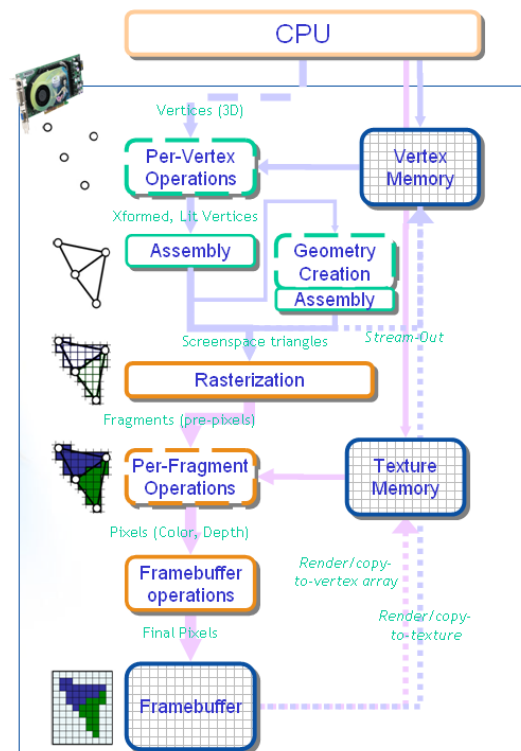 CPU
Vertices (3D)
Per-Vertex
Operations
Vertex
Memory
Xformed, Lit Vertices
Assembly
Geometry
Creation
Assembly
Screenspace triangles
Stream-Out
Rasterization
Fragments (pre-pixels)
Per-Fragment
Operations
Texture
Memory
Pixels (Color, Depth)
Render/copy-
to-vertex array
Framebuffer
operations
Render/copy-
to-texture
Final Pixels
Framebuffer